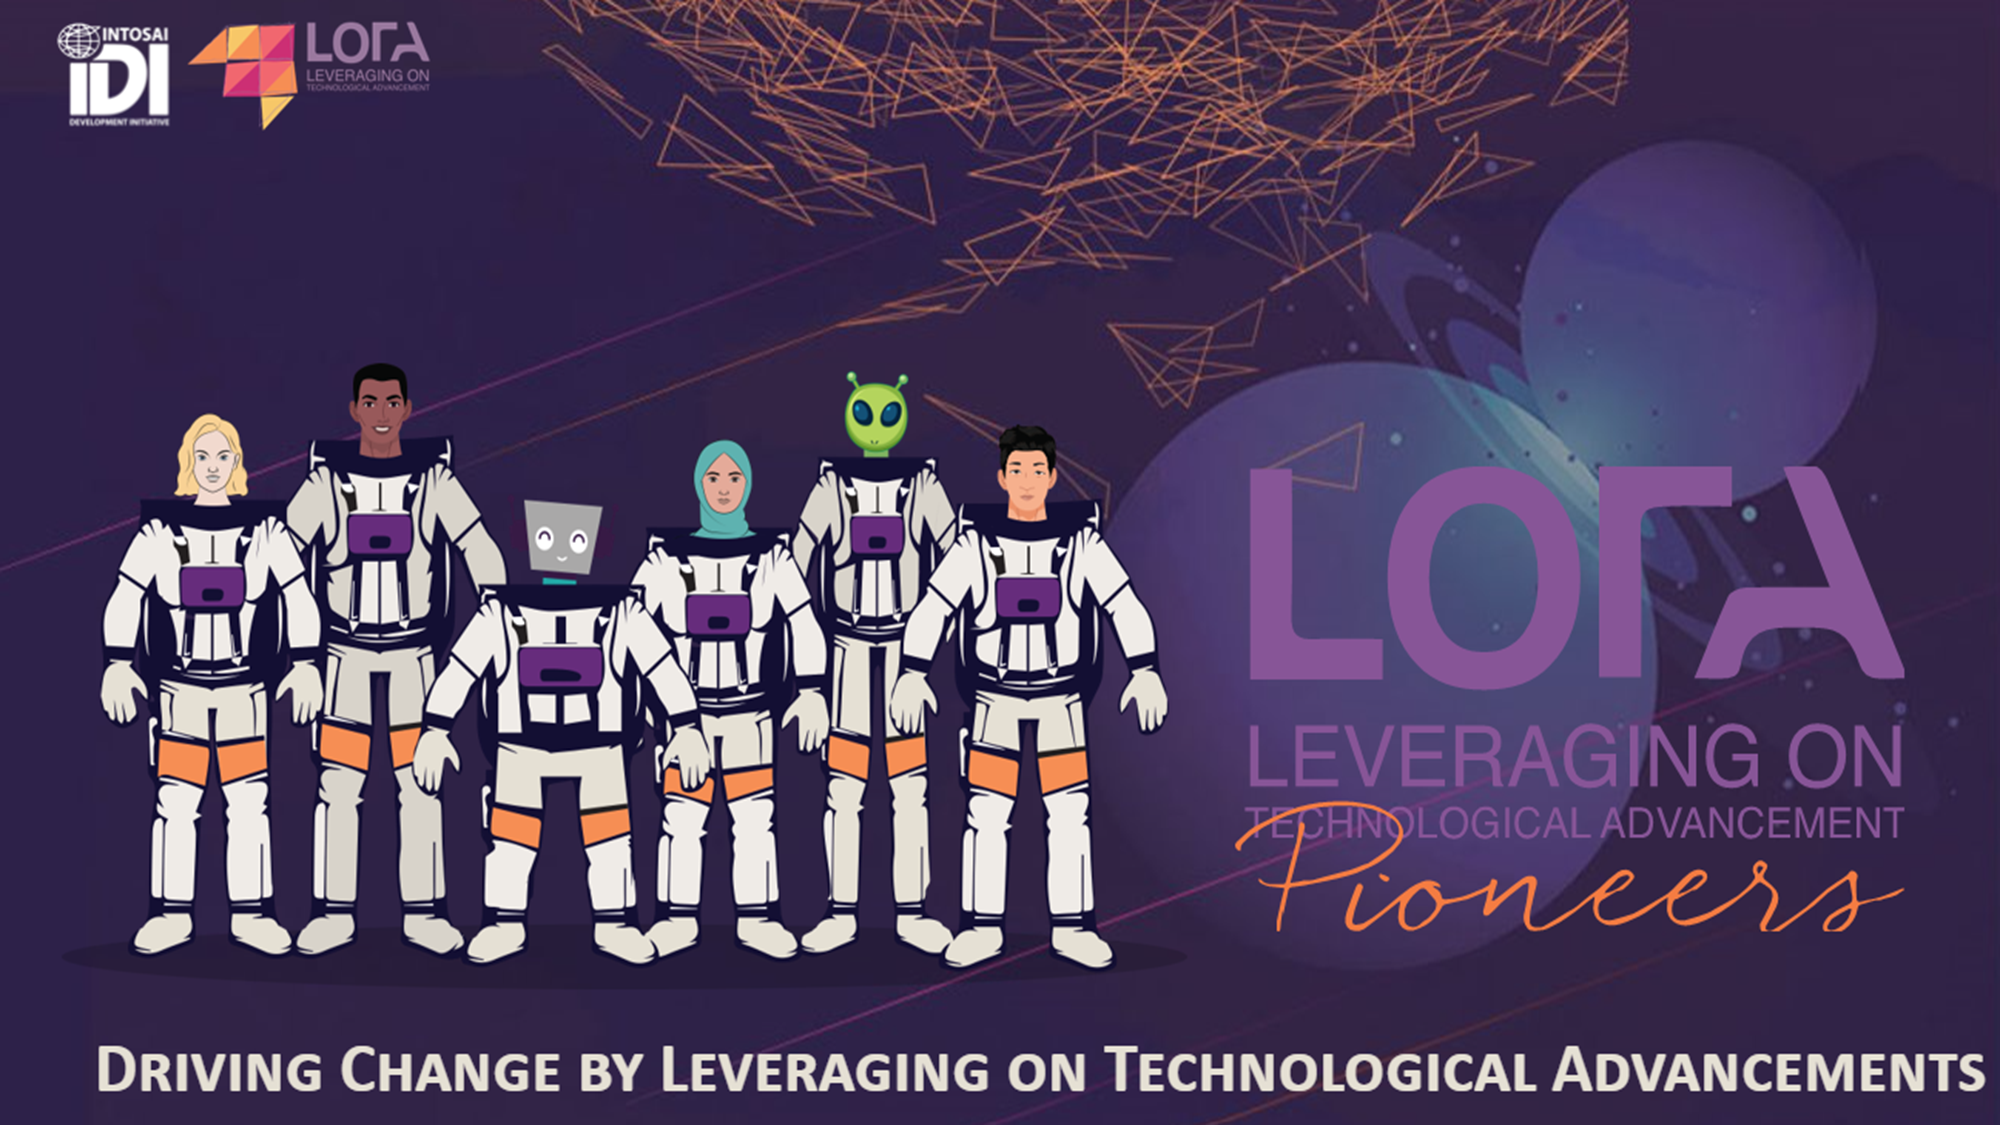 INTOSAI
IDI
DEVELOPMENT INITIATIVE
LOTA
LEVERAGING ON
TECHNOLOGICAL ADVANCEMENT
LOTA
LEVERAGING ON
TECHNOLOGICAL ADVANCEMENT
Pioneers
DRIVING CHANGE BY LEVERAGING ON TECHNOLOGICAL ADVANCEMENTS